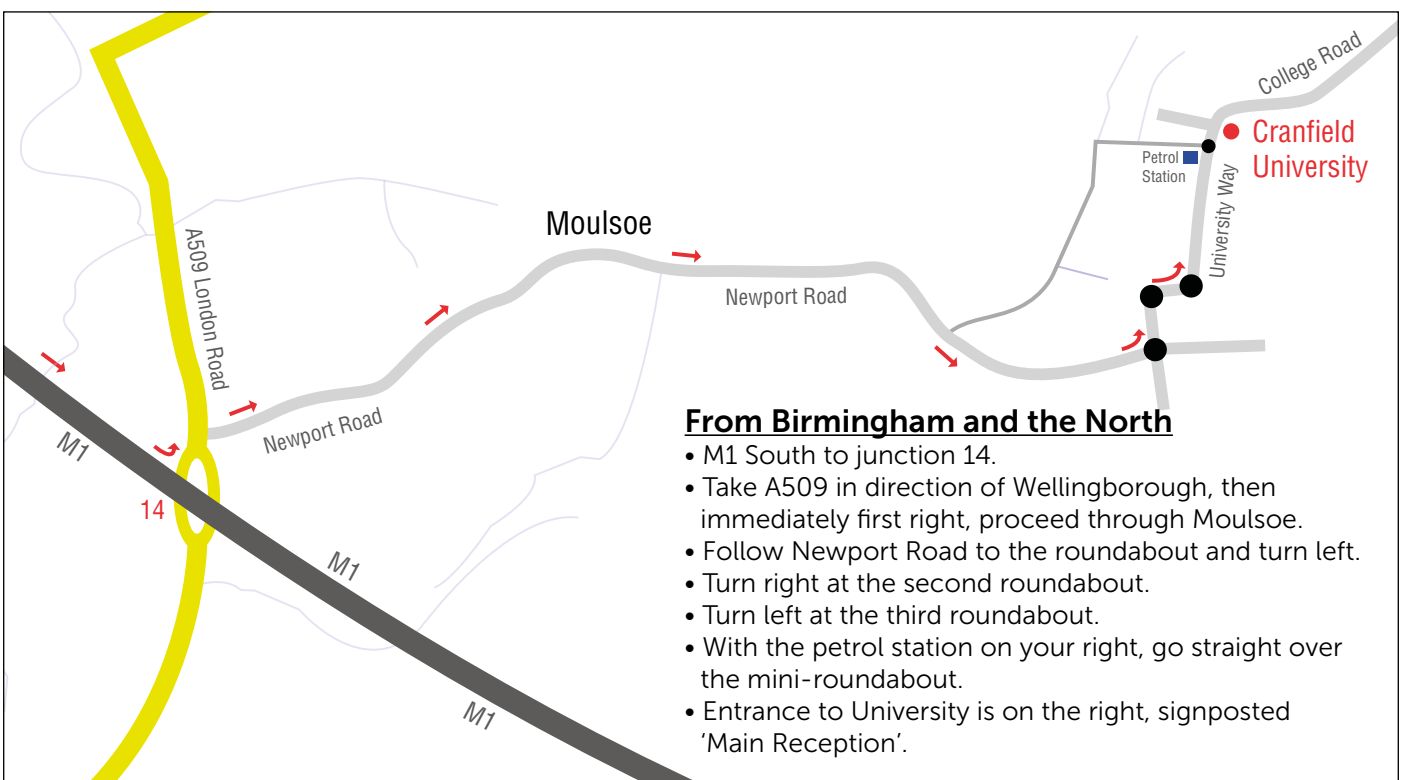 College Road
Cranfield
University
Petrol
Station
University Way
Moulsoe
A509 London Road
Newport Road
Newport Road
M1
14
M1
M1
From Birmingham and the North
• M1 South to junction 14.
• Take A509 in direction of Wellingborough, then
immediately first right, proceed through Moulsoe.
• Follow Newport Road to the roundabout and turn left.
• Turn right at the second roundabout.
• Turn left at the third roundabout.
• With the petrol station on your right, go straight over
the mini-roundabout.
• Entrance to University is on the right, signposted
‘Main Reception’.